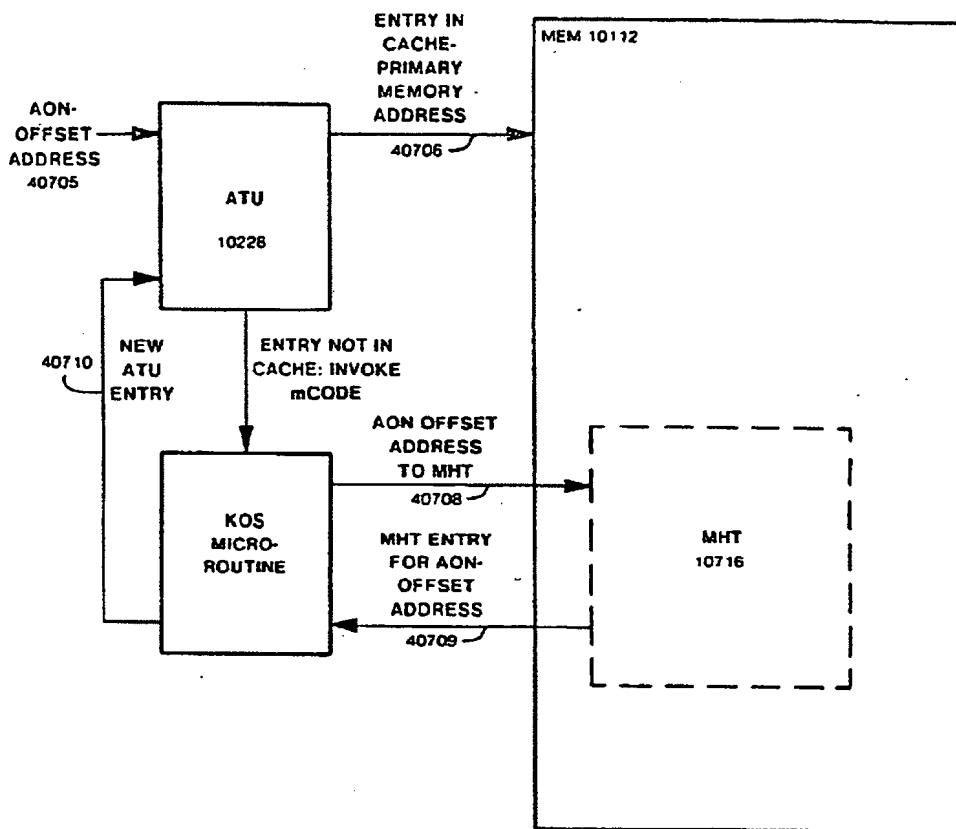 ENTRY IN
CACHE-
PRIMARY
MEMORY
ADDRESS
40706
MEM 10112
AON-
OFFSET
ADDRESS
40705
ATU
10228
40710
NEW
ATU
ENTRY
ENTRY NOT IN
CACHE: INVOKE
mCODE
AON OFFSET
ADDRESS
TO MHT
40708
KOS
MICRO-
ROUTINE
MHT ENTRY
FOR AON-
OFFSET
ADDRESS
40709
MHT
10716